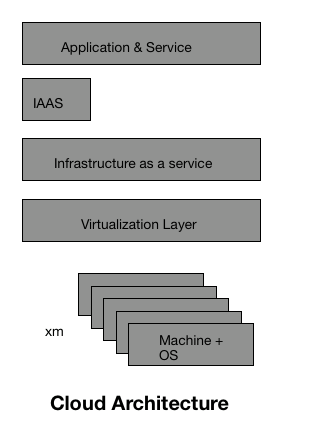 Application & Service
IAAS
Infrastructure as a service
Virtualization Layer
xm
Machine +
OS
Cloud Architecture